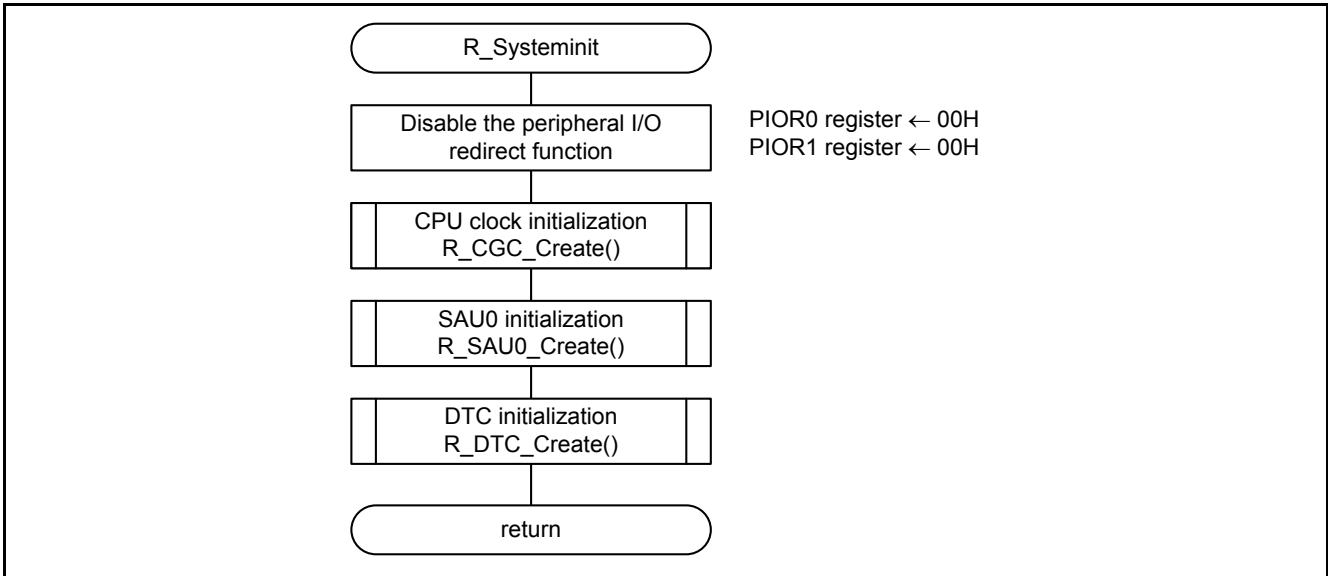 R_Systeminit
Disable the peripheral I/O
redirect function
PIOR0 register ← 00H
PIOR1 register ← 00H
CPU clock initialization
R_CGC_Create()
SAU0 initialization
R_SAU0_Create()
DTC initialization
R_DTC_Create()
return